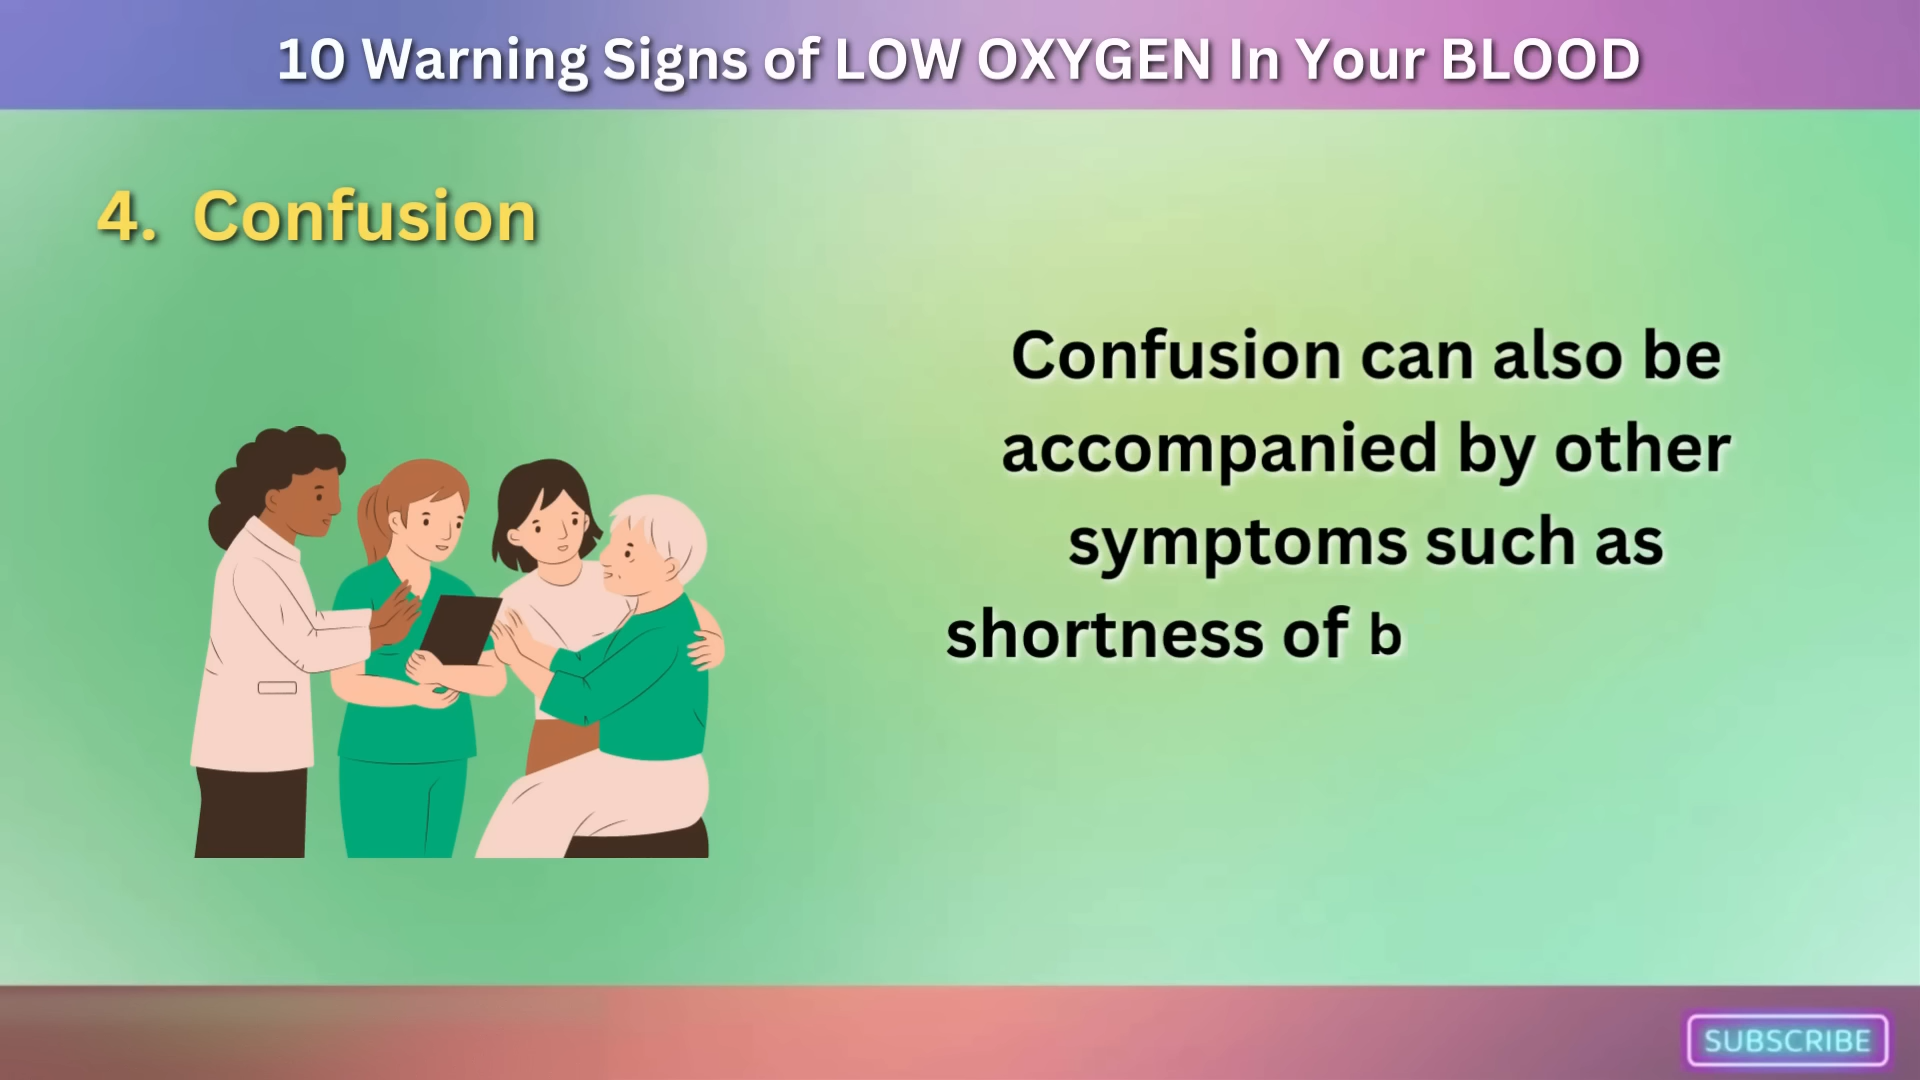 10 Warning Signs of LOW OXYGEN In Your BLOOD
4. Confusion
Confusion can also be
accompanied by other
symptoms such as
shortness of b
SUBSCRIBE